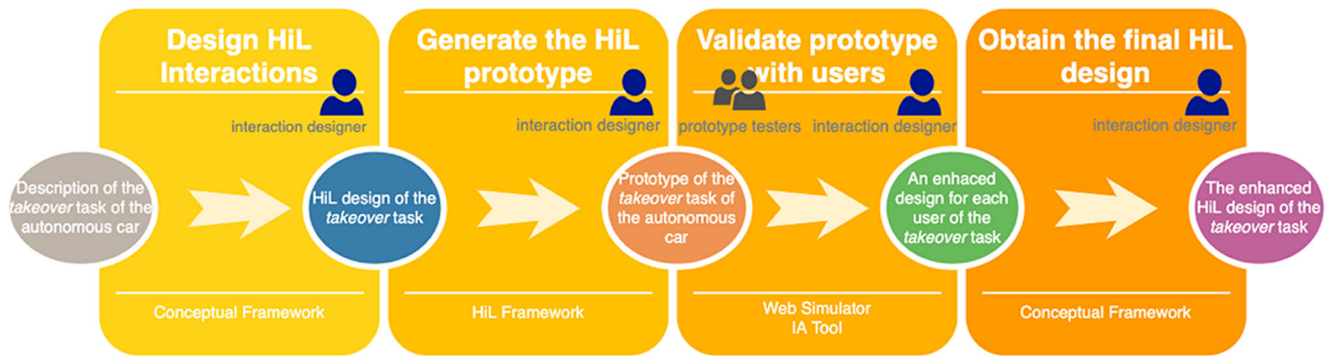 Design HiL
Interactions
Generate the HiL
prototype
Validate prototype
with users
Obtain the final HiL
design
interaction designer
interaction designer
prototype testers
interaction designer
interaction designer
Description of the
takeover task of the
autonomous car
HiL design of the
takeover task
Prototype of the
takeover task of
the autonomous
car
An enhaced
design for each
user of the
takeover task
The enhanced
HiL design of the
takeover task
Conceptual Framework
HiL Framework
Web Simulator
IA Tool
Conceptual Framework